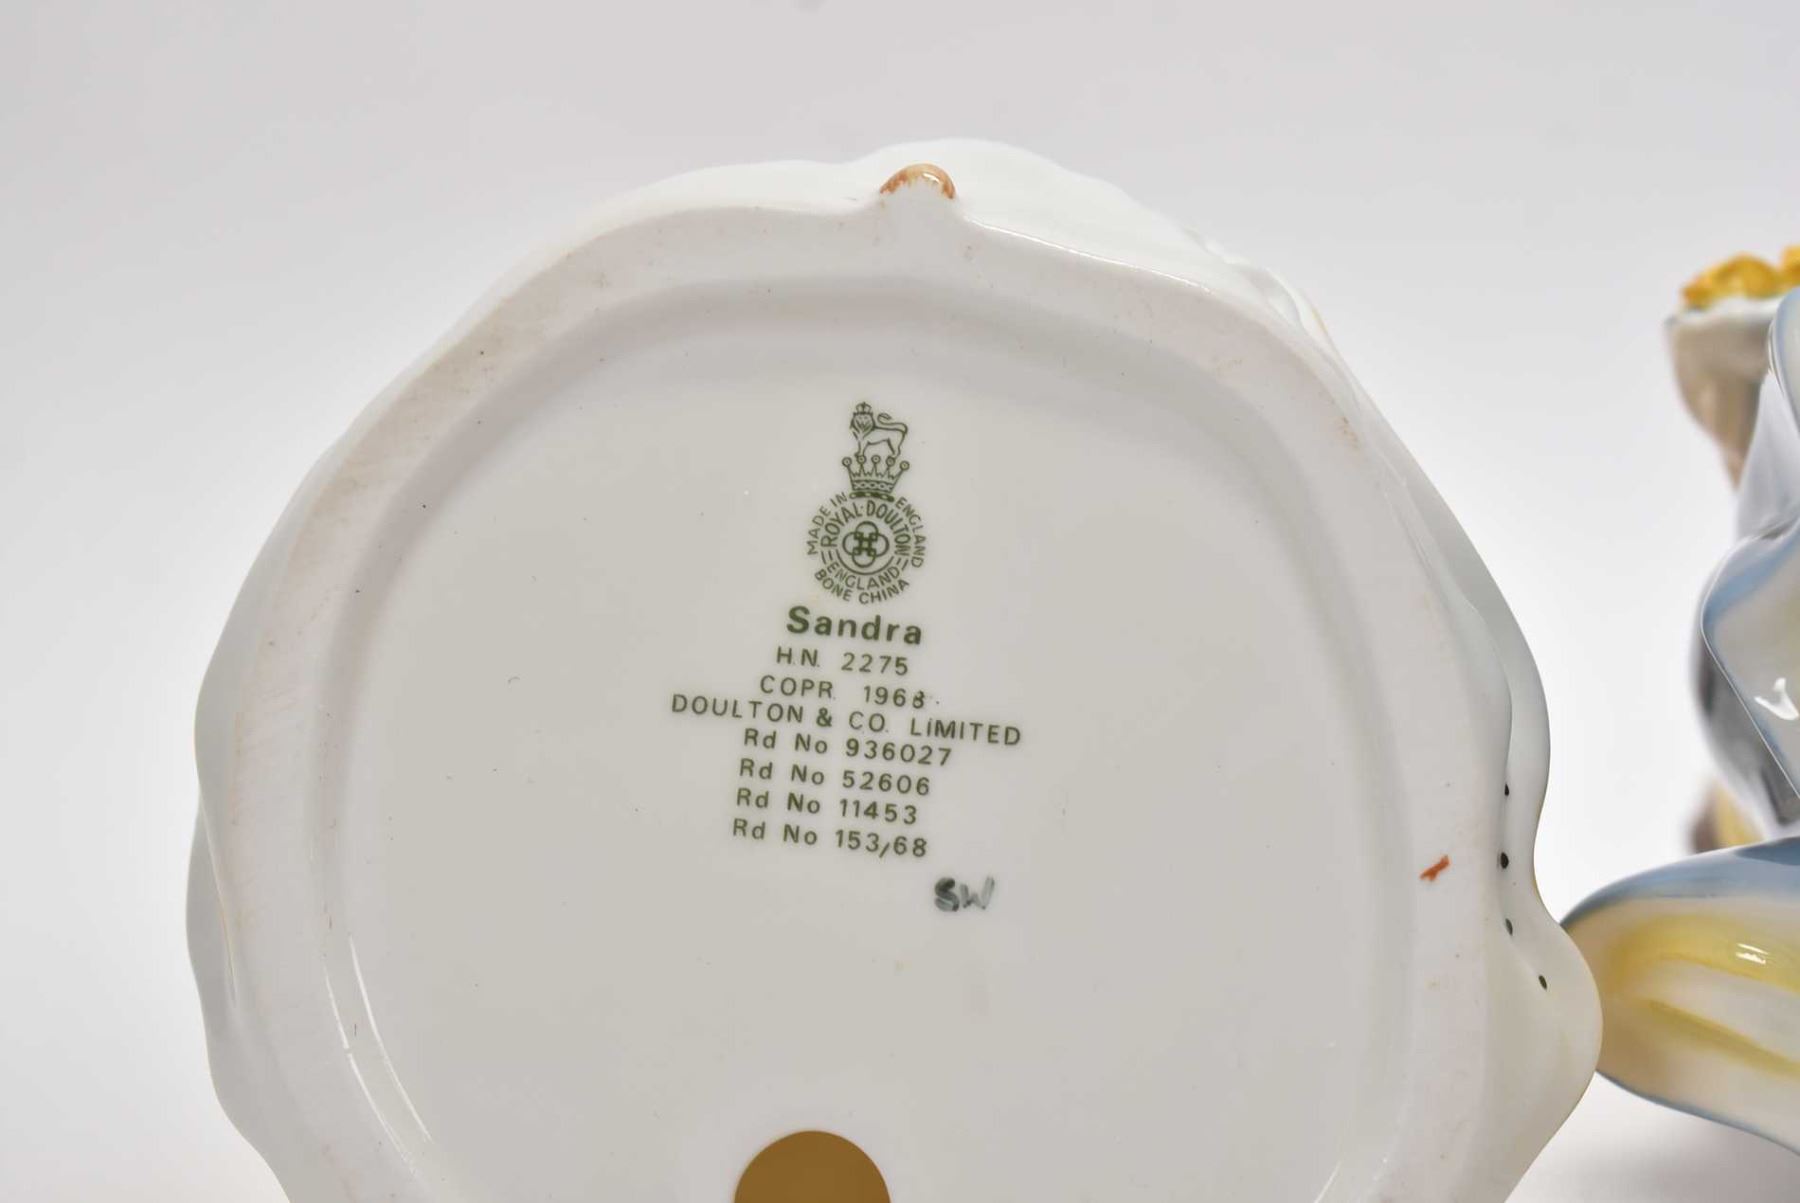 MADE IN ENGLAND
ROYAL·DOULTON
ENGLAND
BONE CHINA
Sandra
H.N. 2275
COPR. 1968.
DOULTON & CO. LiMITED
Rd No 936027
Rd No 52606
Rd No 11453
Rd No 153/68
SW